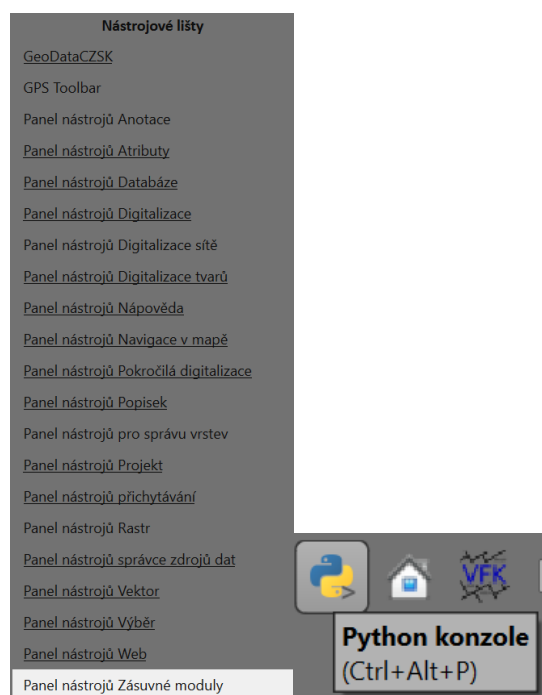 Nástrojové lišty
GeoDataCZSK
GPS Toolbar
Panel nástrojů Anotace
Panel nástrojů Atributy
Panel nástrojů Databáze
Panel nástrojů Digitalizace
Panel nástrojů Digitalizace sítě
Panel nástrojů Digitalizace tvarů
Panel nástrojů Nápověda
Panel nástrojů Navigace v mapě
Panel nástrojů Pokročilá digitalizace
Panel nástrojů Popisek
Panel nástrojů pro správu vrstev
Panel nástrojů Projekt
Panel nástrojů přichytávání
Panel nástrojů Rastr
Panel nástrojů správce zdrojů dat
Panel nástrojů Vektor
Panel nástrojů Výběr
Panel nástrojů Web
Panel nástrojů Zásuvné moduly
VFK
Python konzole
(Ctrl+Alt+P)